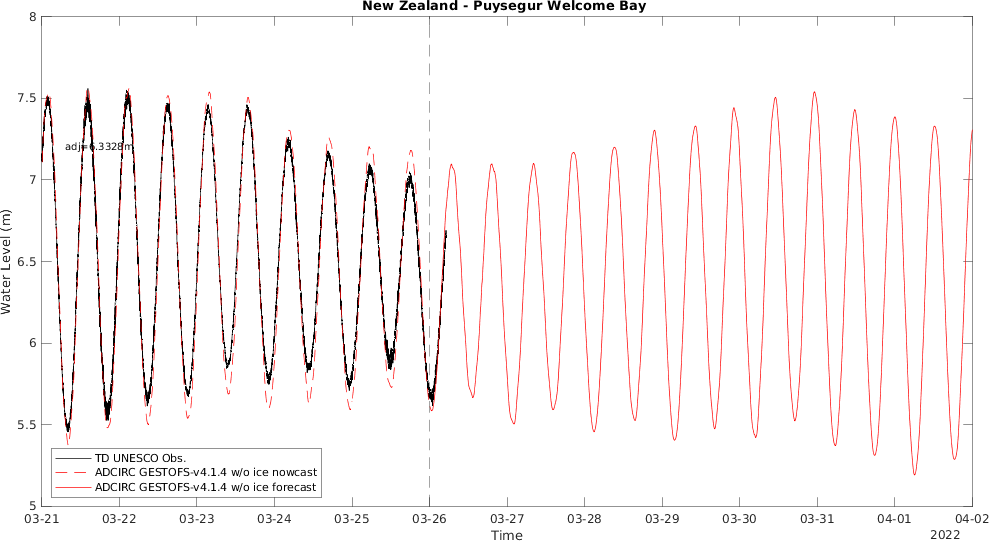 New Zealand - Puysegur Welcome Bay
8
7.5
7
6.5
6
5.5
5
Water Level (m)
adj=6.3328m
TD UNESCO Obs.
ADCIRC GESTOFS-v4.1.4 w/o ice nowcast
ADCIRC GESTOFS-v4.1.4 w/o ice forecast
03-21 03-22 03-23 03-24 03-25 03-26 03-27 03-28 03-29 03-30 03-31 04-01 04-02
Time
2022